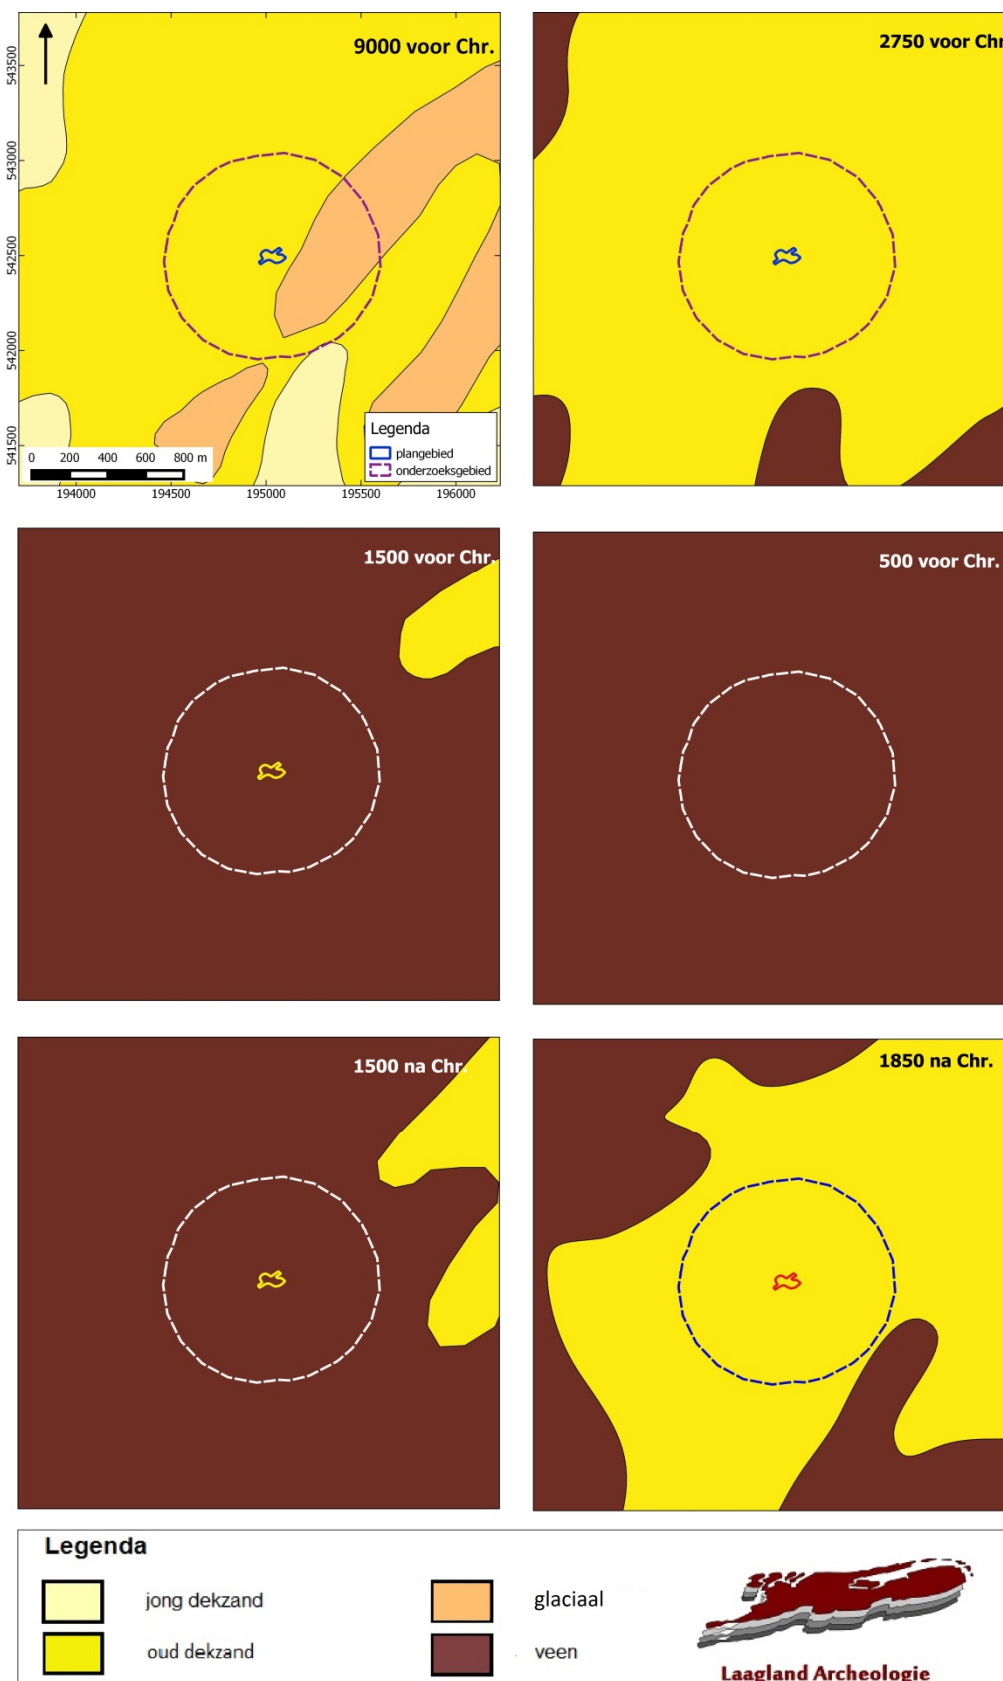 9000 voor Chr.
2750 voor Chr
543500
543000
542500
542000
541500
Legenda
plangebied
onderzoeksgebied
0 200 400 600 800 m
194000 194500 195000 195500 196000
1500 voor Chr.
500 voor Chr.
1500 na Chr.
1850 na Chr.
Legenda
jong dekzand
glaciaal
oud dekzand
veen
Laagland Archeologie